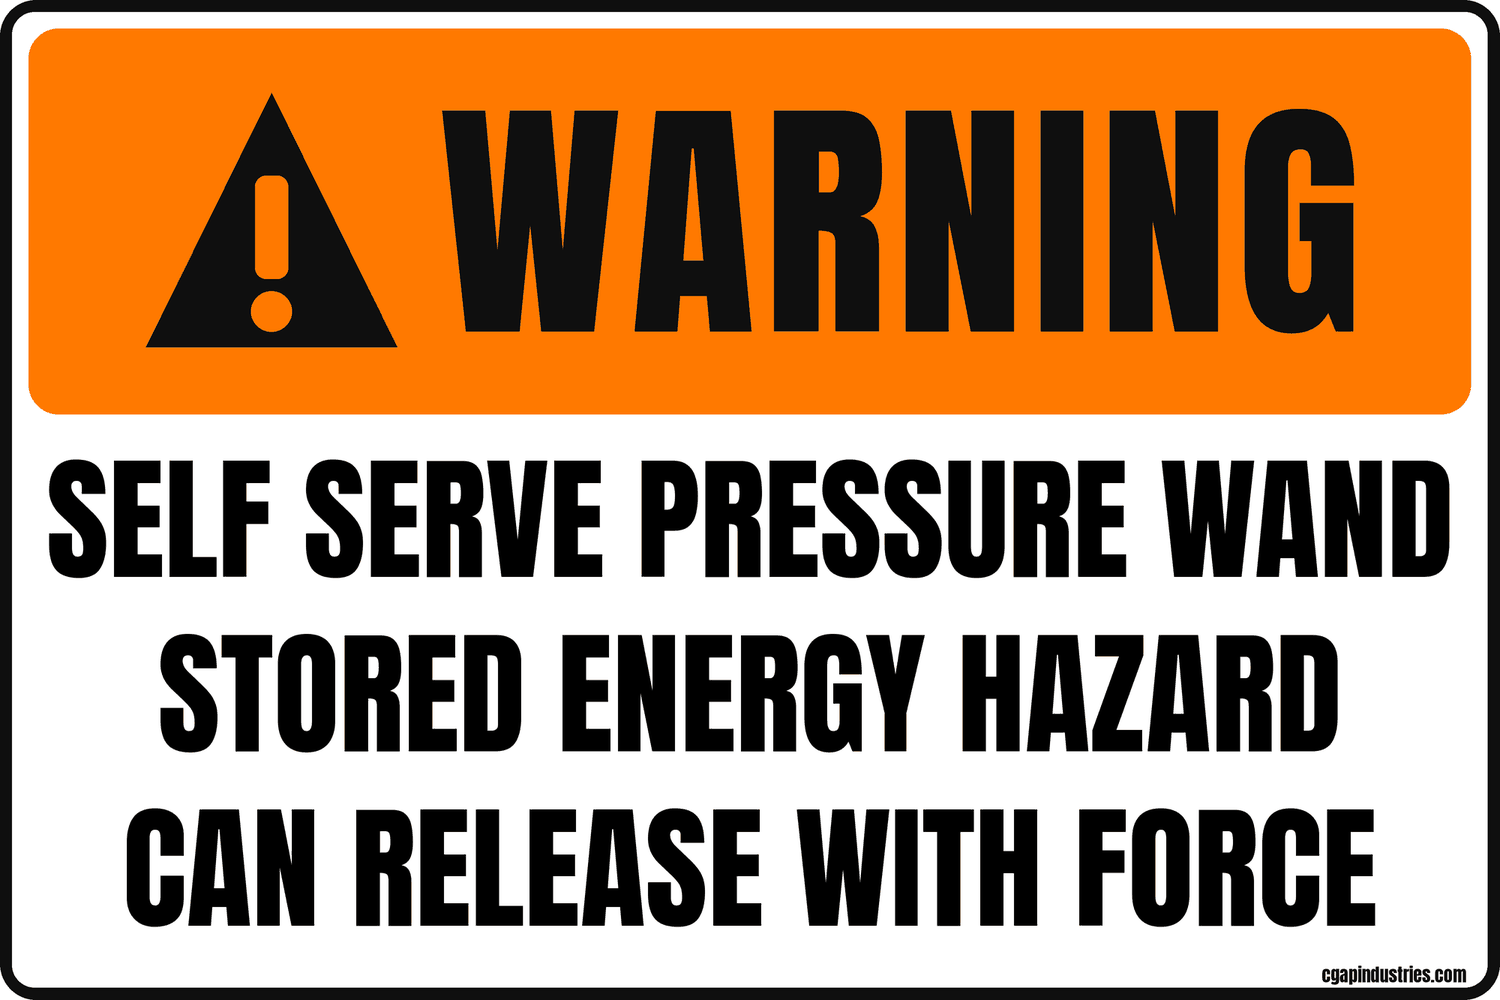 WARNING
SELF SERVE PRESSURE WAND
STORED ENERGY HAZARD
CAN RELEASE WITH FORCE
cgapindustries.com